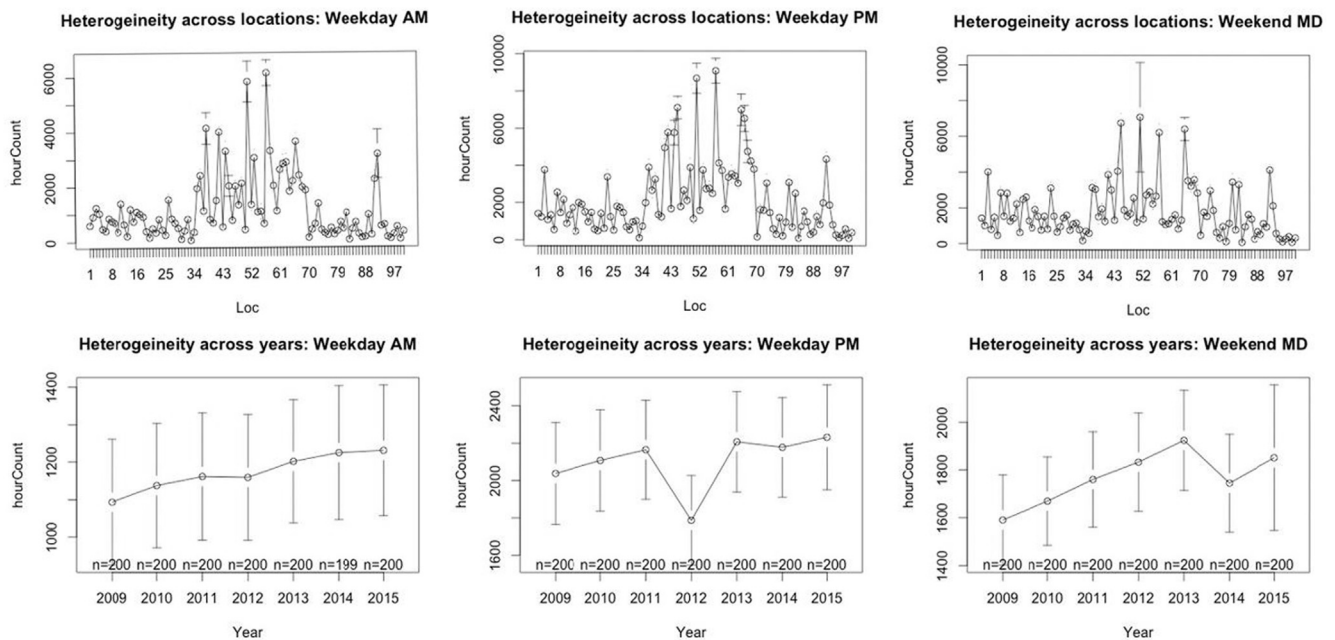 Heterogeineity across locations: Weekday AM
hourCount
0 2000 4000 6000
1 8 16 25 34 43 52 61 70 79 88 97
Loc
Heterogeineity across locations: Weekday PM
hourCount
0 2000 6000 10000
1 8 16 25 34 43 52 61 70 79 88 97
Loc
Heterogeineity across locations: Weekend MD
hourCount
0 2000 6000 10000
1 8 16 25 34 43 52 61 70 79 88 97
Loc
Heterogeineity across years: Weekday AM
hourCount
1000 1200 1400
n=200 n=200 n=200 n=200 n=200 n=199 n=200
2009 2010 2011 2012 2013 2014 2015
Year
Heterogeineity across years: Weekday PM
hourCount
1600 2000 2400
n=200 n=200 n=200 n=200 n=200 n=200 n=200
2009 2010 2011 2012 2013 2014 2015
Year
Heterogeineity across years: Weekend MD
hourCount
1400 1600 1800 2000
n=200 n=200 n=200 n=200 n=200 n=200 n=200
2009 2010 2011 2012 2013 2014 2015
Year